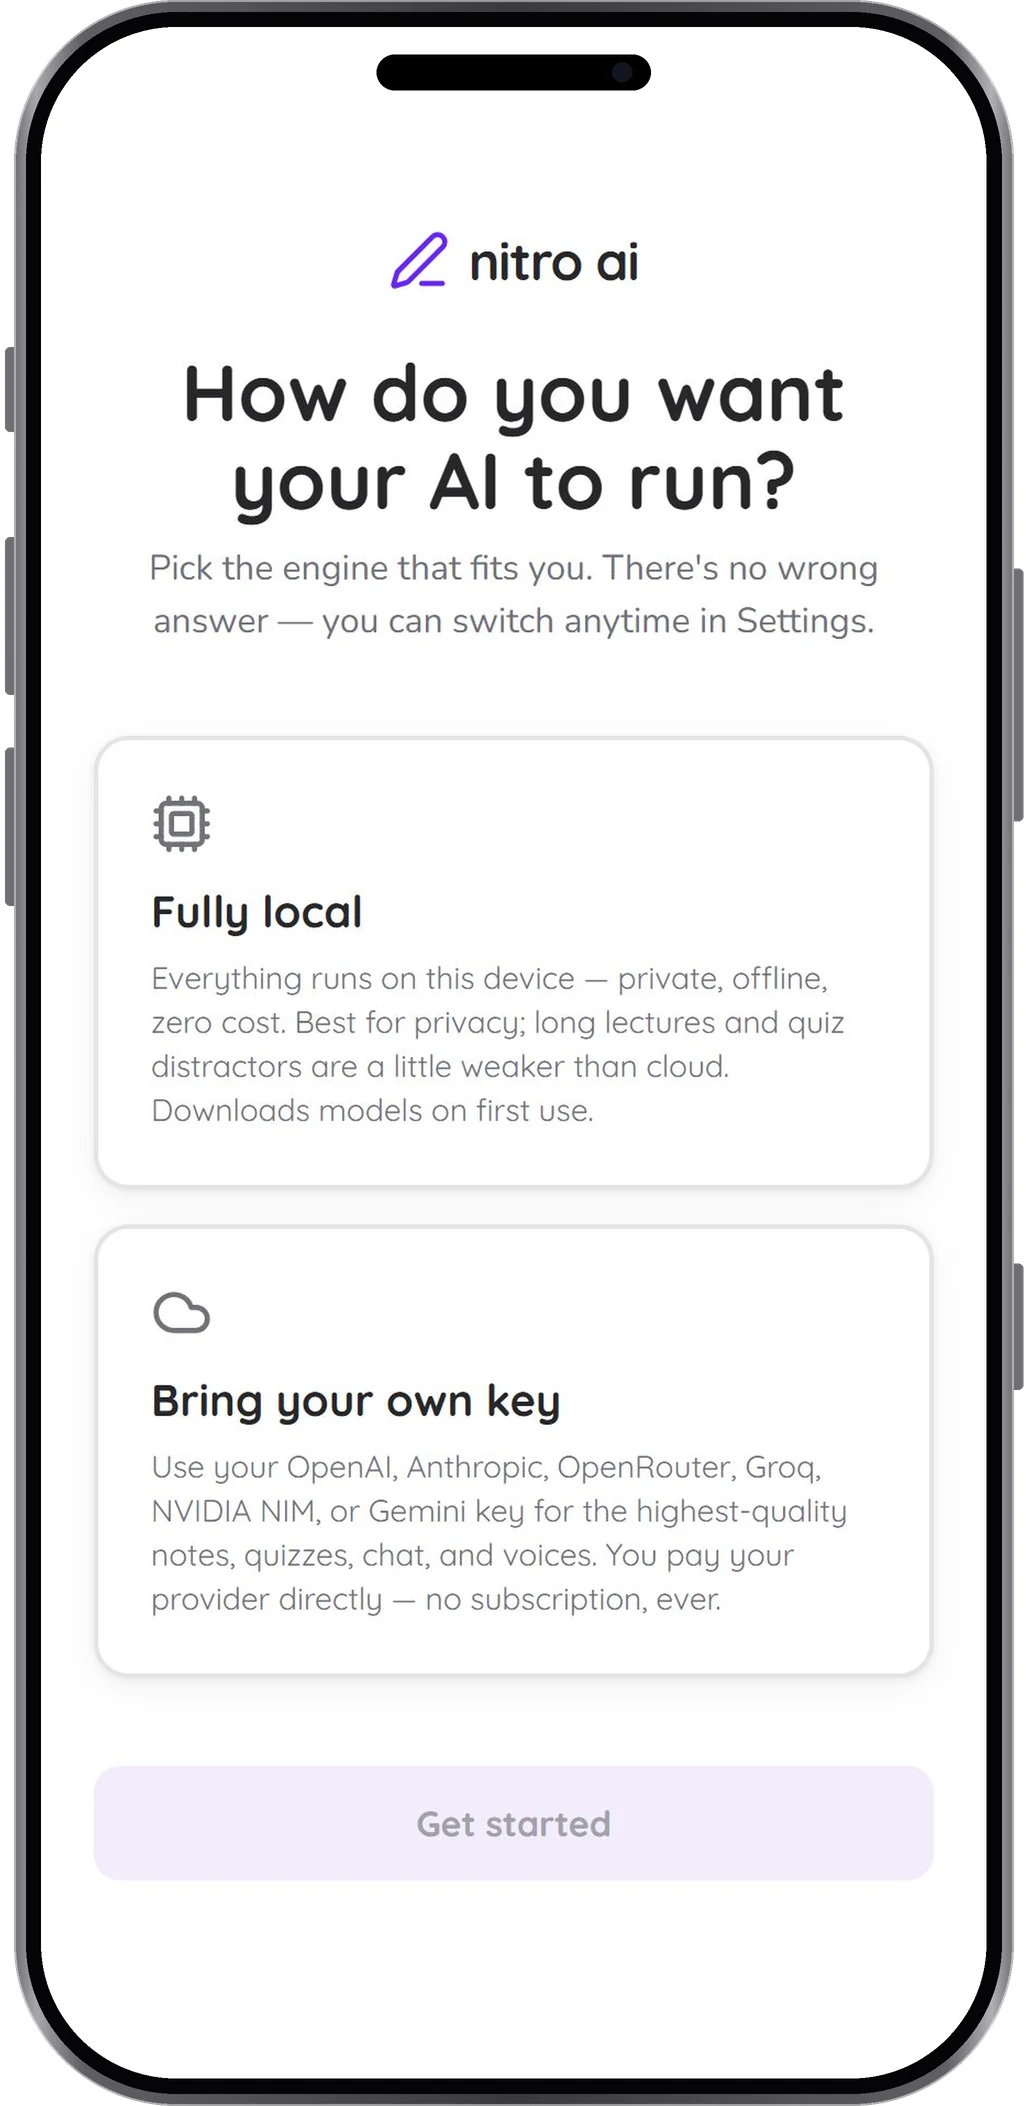 nitro ai
How do you want
your AI to run?
Pick the engine that fits you. There's no wrong
answer — you can switch anytime in Settings.
Fully local
Everything runs on this device — private, offline,
zero cost. Best for privacy; long lectures and quiz
distractors are a little weaker than cloud.
Downloads models on first use.
Bring your own key
Use your OpenAI, Anthropic, OpenRouter, Groq,
NVIDIA NIM, or Gemini key for the highest-quality
notes, quizzes, chat, and voices. You pay your
provider directly — no subscription, ever.
Get started